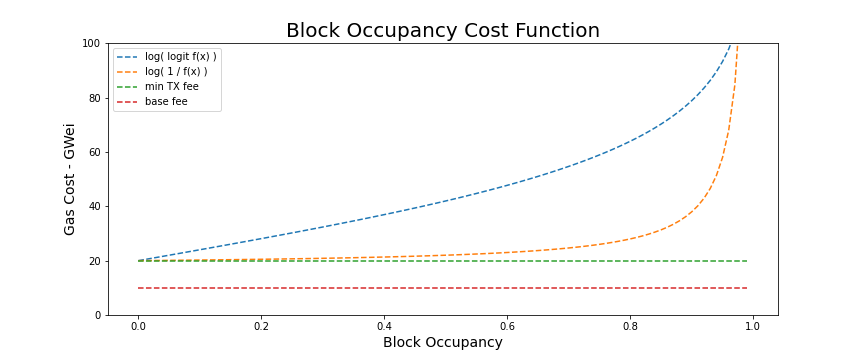 Block Occupancy Cost Function
log( logit f(x) )
log( 1 / f(x) )
min TX fee
base fee
Gas Cost - GWei
100
80
60
40
20
0
0.0 0.2 0.4 0.6 0.8 1.0
Block Occupancy